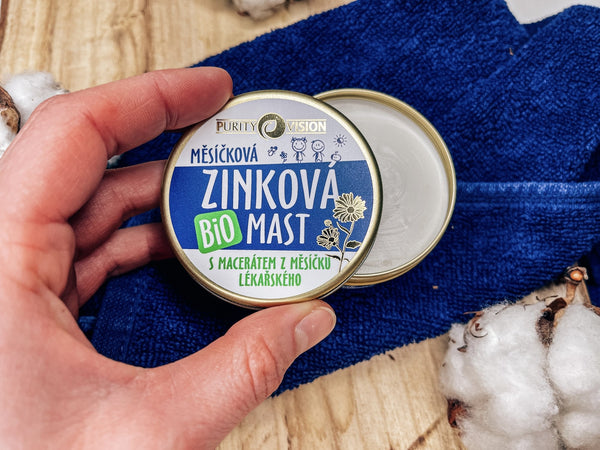 PURITY VISION
MĚSÍČKOVÁ
ZINKOVÁ
BiO MAST
S MACERÁTEM Z MĚSÍČKU
LÉKAŘSKÉHO